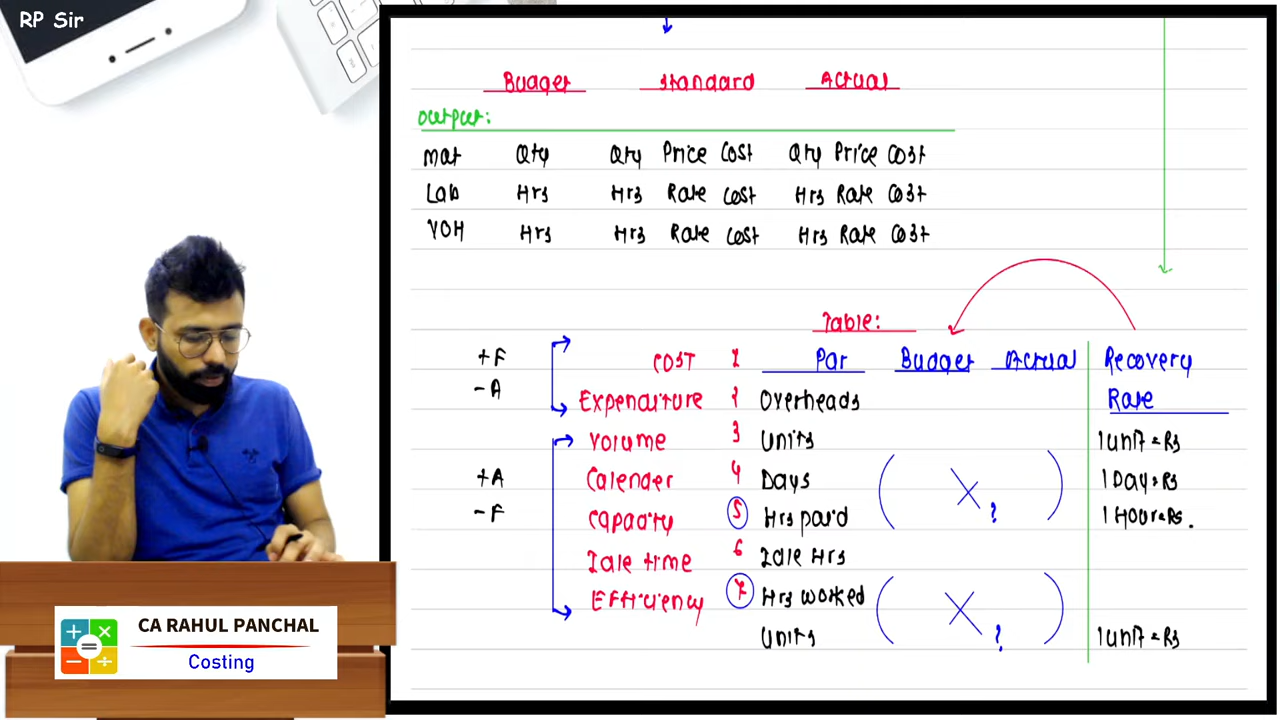 RP Sir
Budget Standard Actual
Output:
Mat Qty Qty Price Cost Qty Price Cost
Lab Hrs Hrs Rate Cost Hrs Rate Cost
VOH Hrs Hrs Rate Cost Hrs Rate Cost
Table:
+F COST 1 Par Budget Actual Recovery
-A Expenditure 2 Overheads Rate
Volume 3 Units 1 Unit = Rs
+A Calender 4 Days X 1 Day = Rs
-F Capacity 5 Hrs paid ? 1 Hour = Rs.
Idle time 6 Idle Hrs
Efficiency 7 Hrs worked X
Units ? 1 Unit = Rs
CA RAHUL PANCHAL
Costing